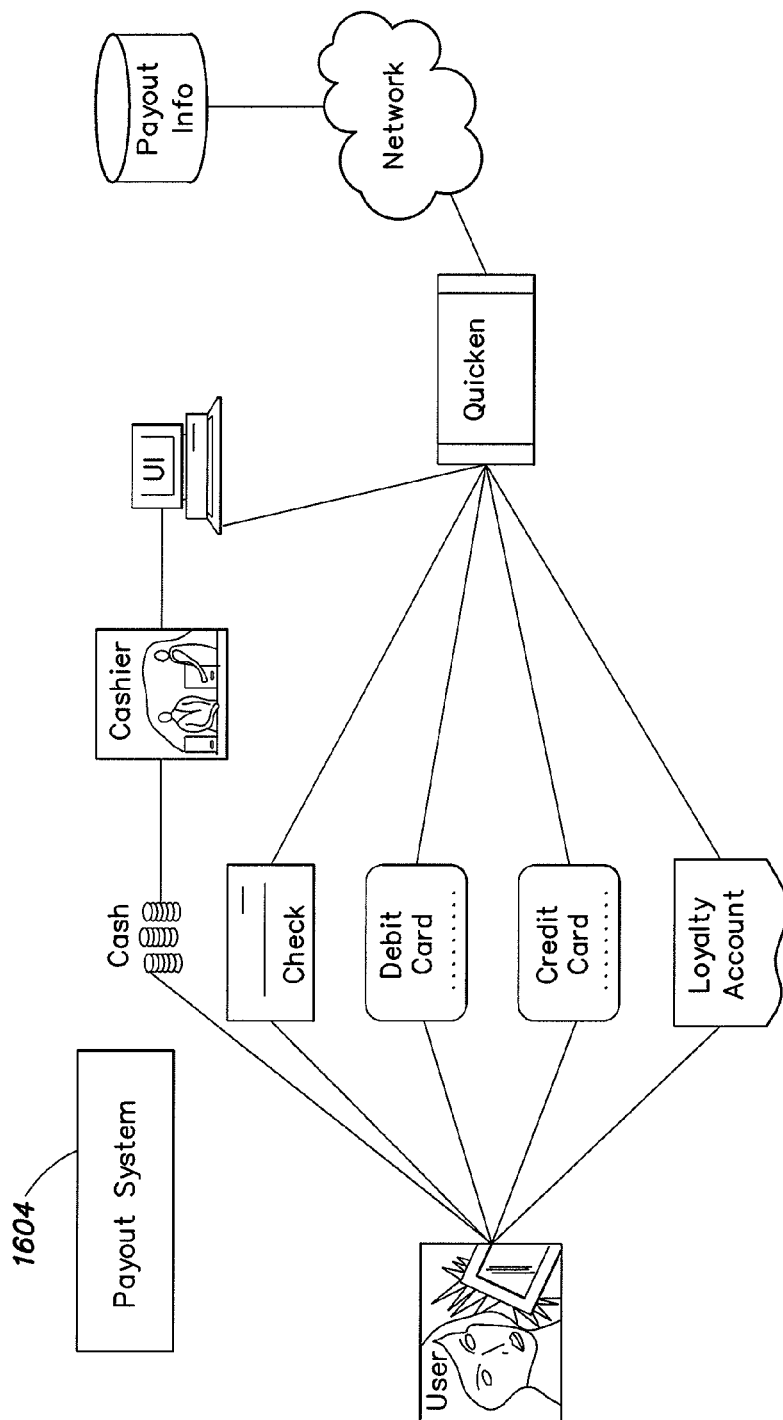 1604
Payout System
User
Cash
Check
Debit
Card
Credit
Card
Loyalty
Account
Cashier
UI
Quicken
Network
Payout
Info